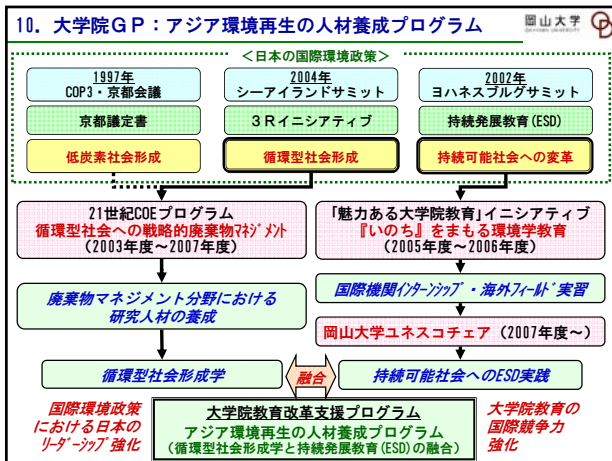 10. 大学院GP：アジア環境再生の人材養成プログラム
岡山大学
OKAYAMA UNIVERSITY
＜日本の国際環境政策＞
1997年
COP3・京都会議
京都議定書
低炭素社会形成
2004年
シーアイランドサミット
3Rイニシアティブ
循環型社会形成
2002年
ヨハネスブルグサミット
持続発展教育(ESD)
持続可能社会への変革
21世紀COEプログラム
循環型社会への戦略的廃棄物ﾏﾈｼﾞﾒﾝﾄ
(2003年度～2007年度)
「魅力ある大学院教育」イニシアティブ
『いのち』をまもる環境学教育
(2005年度～2006年度)
廃棄物マネジメント分野における
研究人材の養成
国際機関ｲﾝﾀｰﾝｼｯﾌﾟ・海外ﾌｨｰﾙﾄﾞ実習
岡山大学ユネスコチェア (2007年度～)
循環型社会形成学
融合
持続可能社会へのESD実践
国際環境政策
における日本の
ﾘｰﾀﾞｰｼｯﾌﾟ強化
大学院教育改革支援プログラム
アジア環境再生の人材養成プログラム
(循環型社会形成学と持続発展教育(ESD)の融合)
大学院教育の
国際競争力
強化